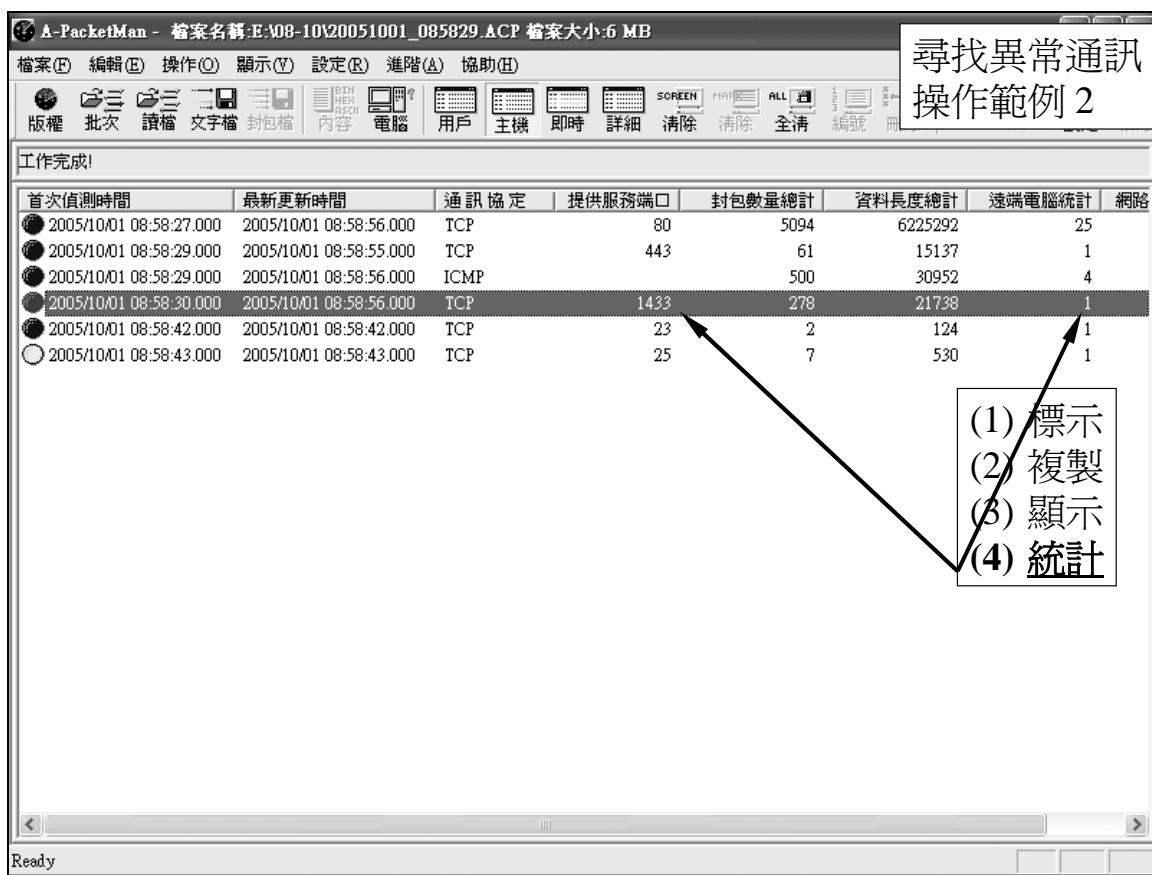 A-PacketMan - 檔案名稱:E:\08-10\20051001_085829.ACP 檔案大小:6 MB
尋找異常通訊
操作範例 2
檔案(F) 編輯(E) 操作(O) 顯示(V) 設定(R) 進階(A) 協助(H)
版權 批次 讀檔 文字檔 封包檔 內容 電腦 用戶 主機 即時 詳細 清除 清除 全清 編號
BIN HEX ASCII SCREEN ALL
工作完成!
首次偵測時間 最新更新時間 通訊協定 提供服務端口 封包數量總計 資料長度總計 遠端電腦統計 網路
2005/10/01 08:58:27.000 2005/10/01 08:58:56.000 TCP 80 5094 6225292 25
2005/10/01 08:58:29.000 2005/10/01 08:58:55.000 TCP 443 61 15137 1
2005/10/01 08:58:29.000 2005/10/01 08:58:56.000 ICMP 500 30952 4
2005/10/01 08:58:30.000 2005/10/01 08:58:56.000 TCP 1433 278 21738 1
2005/10/01 08:58:42.000 2005/10/01 08:58:42.000 TCP 23 2 124 1
2005/10/01 08:58:43.000 2005/10/01 08:58:43.000 TCP 25 7 530 1
(1) 標示
(2) 複製
(3) 顯示
(4) 統計
Ready